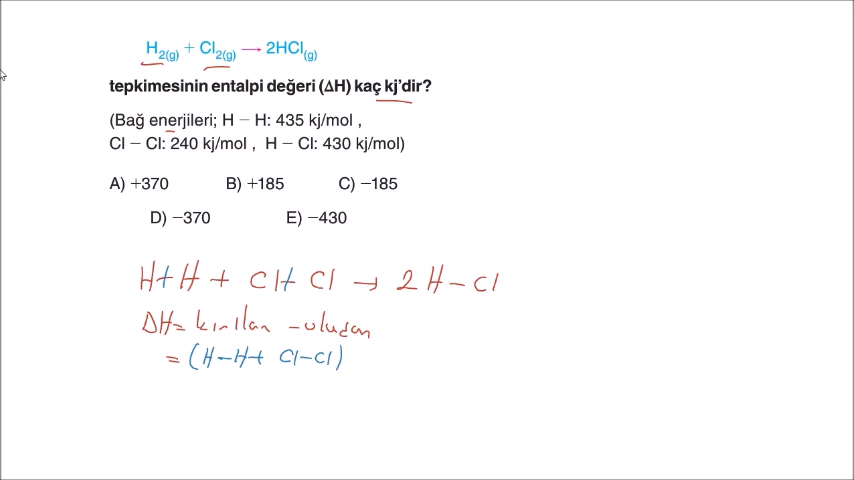 H2(g) + Cl2(g) → 2HCl(g)
tepkimesinin entalpi değeri (ΔH) kaç kj'dir?
(Bağ enerjileri; H − H: 435 kj/mol ,
Cl − Cl: 240 kj/mol , H − Cl: 430 kj/mol)
A) +370 B) +185 C) −185
D) −370 E) −430
H+H + Cl+Cl → 2 H−Cl
ΔH= kırılan −oluşan
= (H−H+ Cl−Cl)